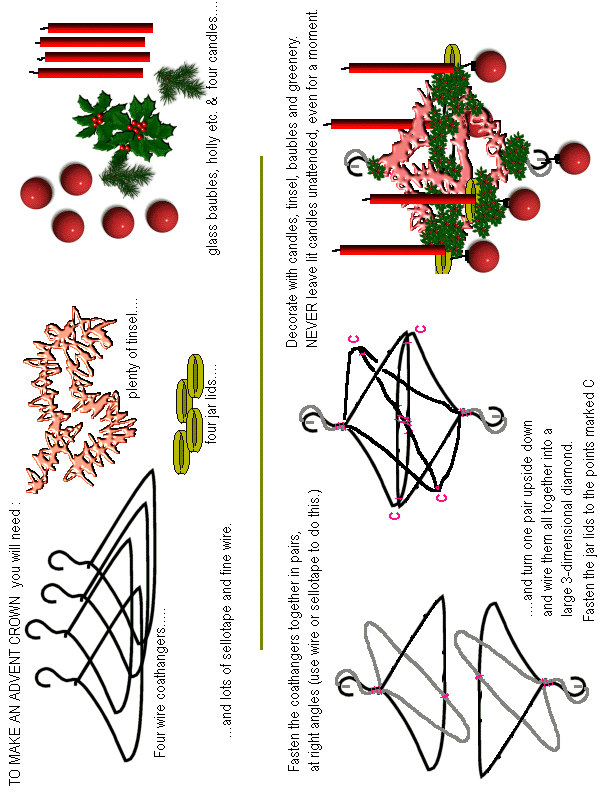 TO MAKE AN ADVENT CROWN you will need :
Four wire coathangers.....
plenty of tinsel....
four jar lids....
glass baubles, holly etc. & four candles....
...and lots of sellotape and fine wire.
Fasten the coathangers together in pairs,
at right angles (use wire or sellotape to do this.)
....and turn one pair upside down
and wire them all together into a
large 3-dimensional diamond.
Fasten the jar lids to the points marked C
C
C
C
C
Decorate with candles, tinsel, baubles and greenery.
NEVER leave lit candles unattended, even for a moment.